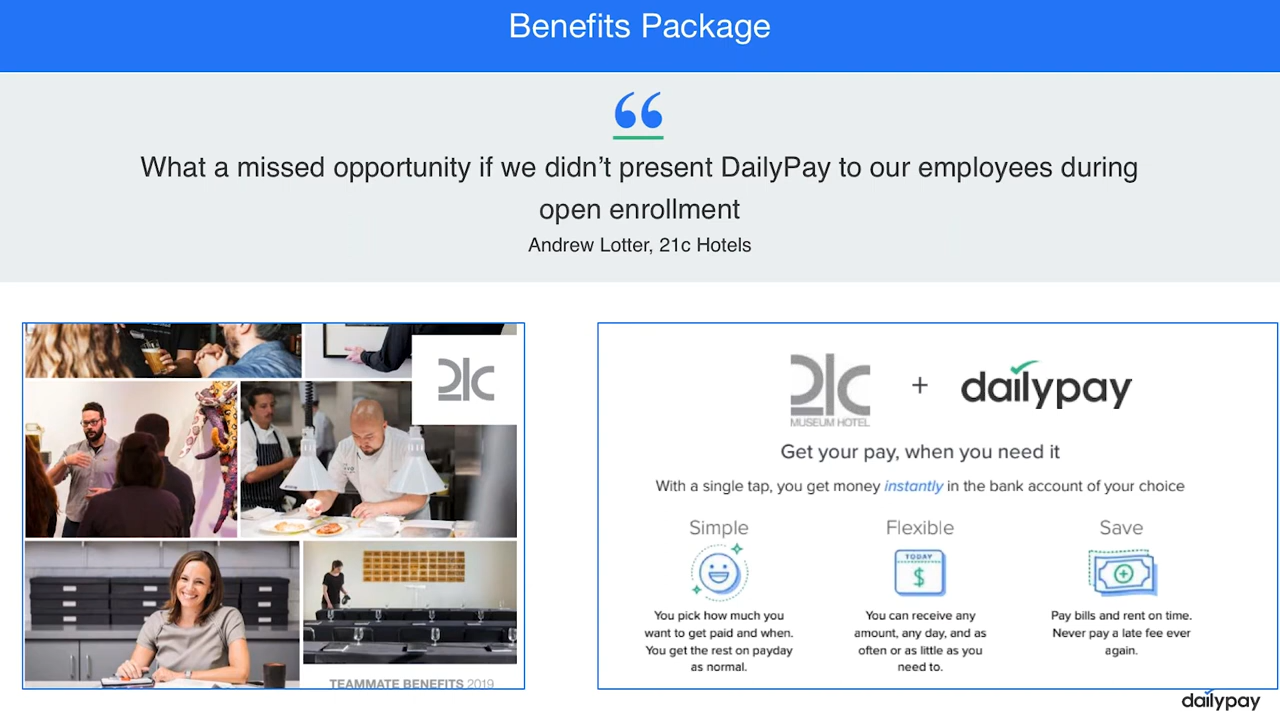 Benefits Package
“
What a missed opportunity if we didn’t present DailyPay to our employees during
open enrollment
Andrew Lotter, 21c Hotels
21c
TEAMMATE BENEFITS 2019
21c
MUSEUM HOTEL
+
dailypay
Get your pay, when you need it
With a single tap, you get money instantly in the bank account of your choice
Simple
You pick how much you
want to get paid and when.
You get the rest on payday
as normal.
Flexible
TODAY
$
You can receive any
amount, any day, and as
often or as little as you
need to.
Save
Pay bills and rent on time.
Never pay a late fee ever
again.
dailypay